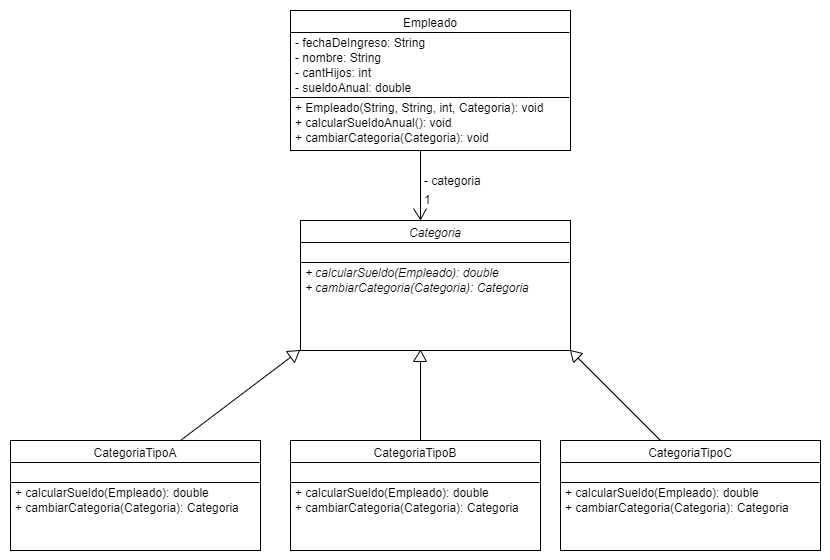 Empleado
- fechaDeIngreso: String
- nombre: String
- cantHijos: int
- sueldoAnual: double
+ Empleado(String, String, int, Categoria): void
+ calcularSueldoAnual(): void
+ cambiarCategoria(Categoria): void
- categoria
1
Categoria
+ calcularSueldo(Empleado): double
+ cambiarCategoria(Categoria): Categoria
CategoriaTipoA
+ calcularSueldo(Empleado): double
+ cambiarCategoria(Categoria): Categoria
CategoriaTipoB
+ calcularSueldo(Empleado): double
+ cambiarCategoria(Categoria): Categoria
CategoriaTipoC
+ calcularSueldo(Empleado): double
+ cambiarCategoria(Categoria): Categoria